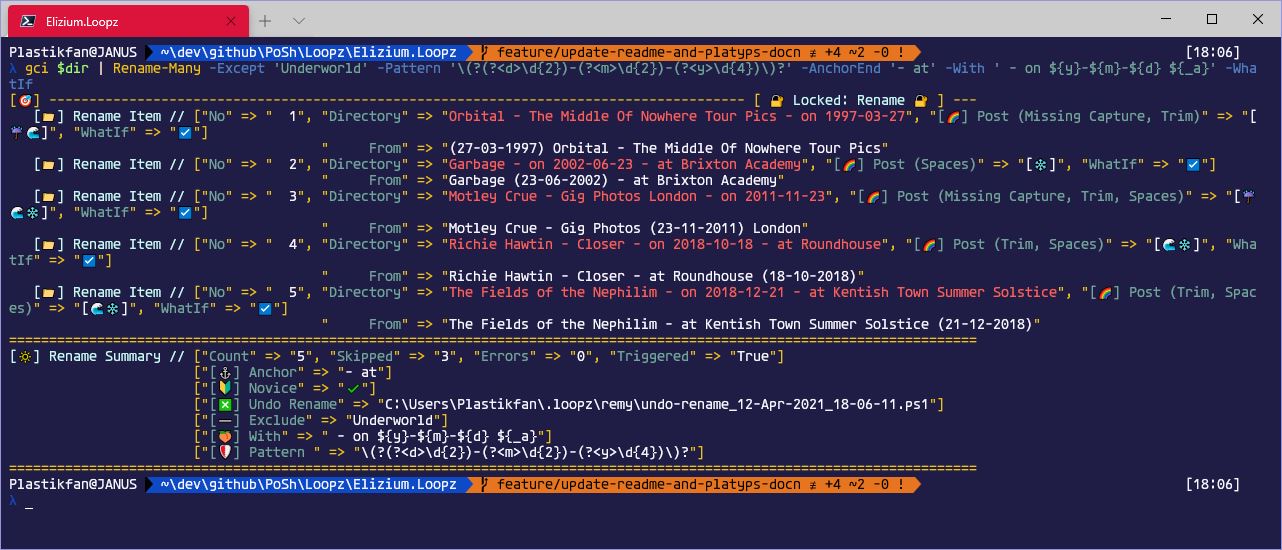 Elizium.Loopz
Plastikfan@JANUS ~\dev\github\PoSh\Loopz\Elizium.Loopz feature/update-readme-and-platyps-docn ≢ +4 ~2 -0 ! [18:06]
λ gci $dir | Rename-Many -Except 'Underworld' -Pattern '\(?(?<d>\d{2})-(?<m>\d{2})-(?<y>\d{4})\)?' -AnchorEnd '- at' -With ' - on ${y}-${m}-${d} ${_a}' -Wha
tIf
[🎯] ---------------------------------------------------------------------------------------- [ 🔐 Locked: Rename 🔐 ] ---
[📂] Rename Item // ["No" => "  1", "Directory" => "Orbital - The Middle Of Nowhere Tour Pics - on 1997-03-27", "[🌈] Post (Missing Capture, Trim)" => "[
☔🌊]", "WhatIf" => "☑️"]
"     From" => "(27-03-1997) Orbital - The Middle Of Nowhere Tour Pics"
[📂] Rename Item // ["No" => "  2", "Directory" => "Garbage - on 2002-06-23 - at Brixton Academy", "[🌈] Post (Spaces)" => "[❄️]", "WhatIf" => "☑️"]
"     From" => "Garbage (23-06-2002) - at Brixton Academy"
[📂] Rename Item // ["No" => "  3", "Directory" => "Motley Crue - Gig Photos London - on 2011-11-23", "[🌈] Post (Missing Capture, Trim, Spaces)" => "[☔
🌊❄️]", "WhatIf" => "☑️"]
"     From" => "Motley Crue - Gig Photos (23-11-2011) London"
[📂] Rename Item // ["No" => "  4", "Directory" => "Richie Hawtin - Closer - on 2018-10-18 - at Roundhouse", "[🌈] Post (Trim, Spaces)" => "[🌊❄️]", "Wha
tIf" => "☑️"]
"     From" => "Richie Hawtin - Closer - at Roundhouse (18-10-2018)"
[📂] Rename Item // ["No" => "  5", "Directory" => "The Fields of the Nephilim - on 2018-12-21 - at Kentish Town Summer Solstice", "[🌈] Post (Trim, Spac
es)" => "[🌊❄️]", "WhatIf" => "☑️"]
"     From" => "The Fields of the Nephilim - at Kentish Town Summer Solstice (21-12-2018)"
=========================================================================================================================
[🔆] Rename Summary // ["Count" => "5", "Skipped" => "3", "Errors" => "0", "Triggered" => "True"]
["[⚓] Anchor" => "- at"]
["[🔰] Novice" => "✓"]
["[❎] Undo Rename" => "C:\Users\Plastikfan\.loopz\remy\undo-rename_12-Apr-2021_18-06-11.ps1"]
["[➖] Exclude" => "Underworld"]
["[🍑] With" => " - on ${y}-${m}-${d} ${_a}"]
["[🛡️] Pattern " => "\(?(?<d>\d{2})-(?<m>\d{2})-(?<y>\d{4})\)?"]
=========================================================================================================================
Plastikfan@JANUS ~\dev\github\PoSh\Loopz\Elizium.Loopz feature/update-readme-and-platyps-docn ≢ +4 ~2 -0 ! [18:06]
λ _